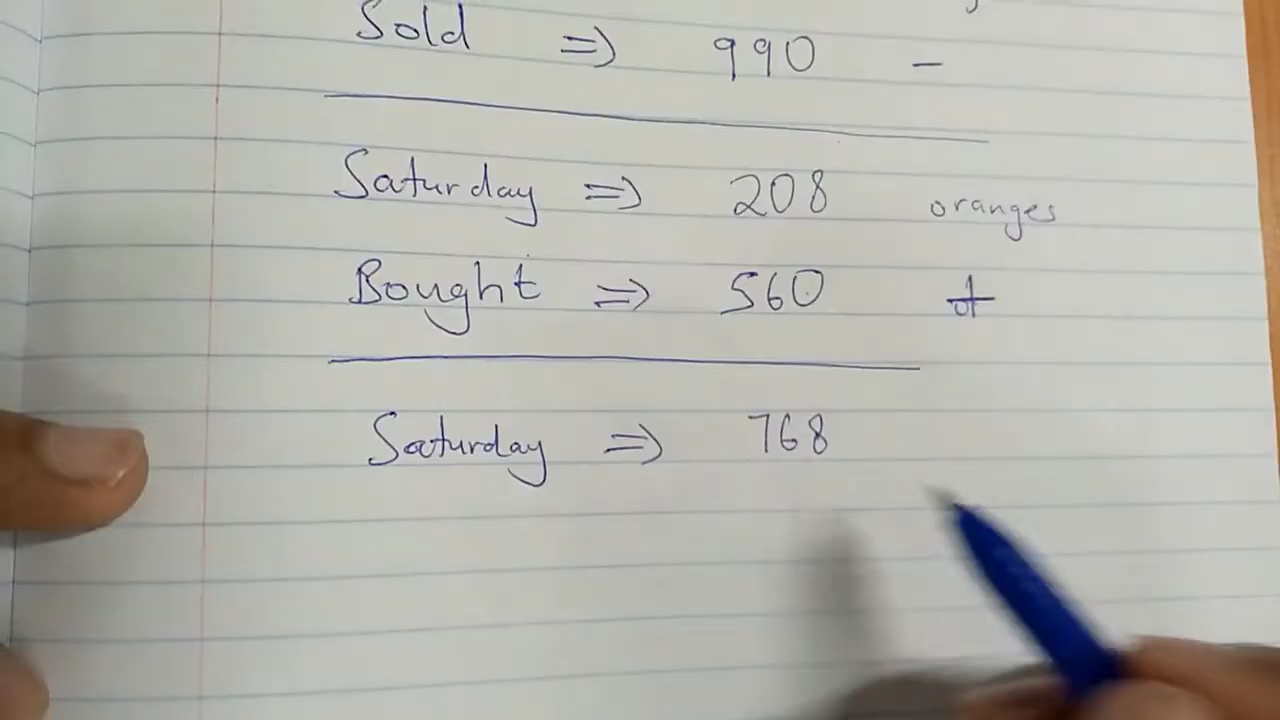 Sold => 990 -
Saturday => 208 oranges
Bought => 560 +
Saturday => 768